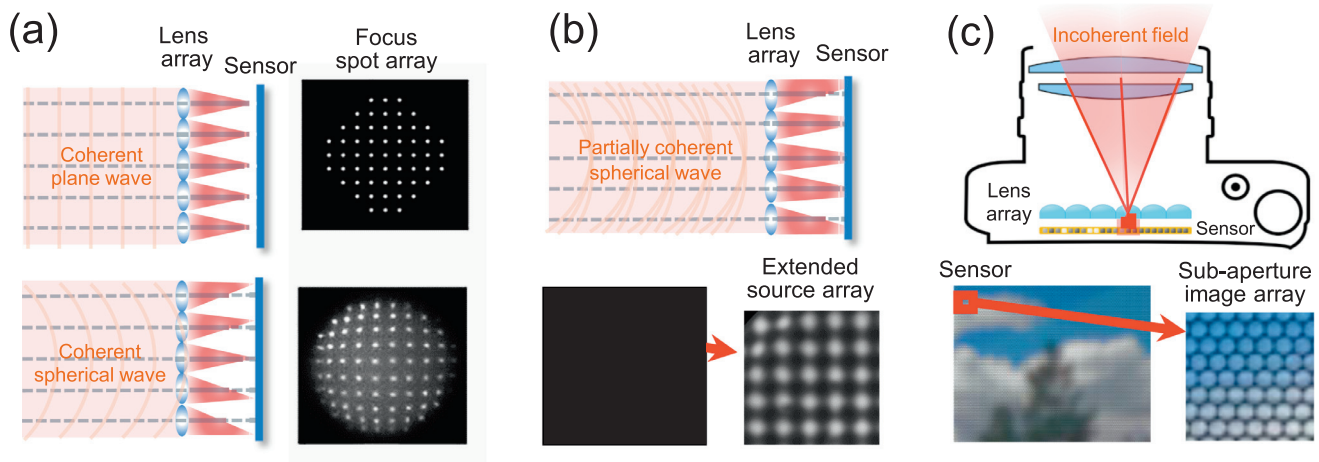 (a)
Lens
array
Sensor
Focus
spot array
Coherent
plane wave
Coherent
spherical wave
(b)
Lens
array
Sensor
Partially coherent
spherical wave
Extended
source array
(c)
Incoherent field
Lens
array
Sensor
Sensor
Sub-aperture
image array